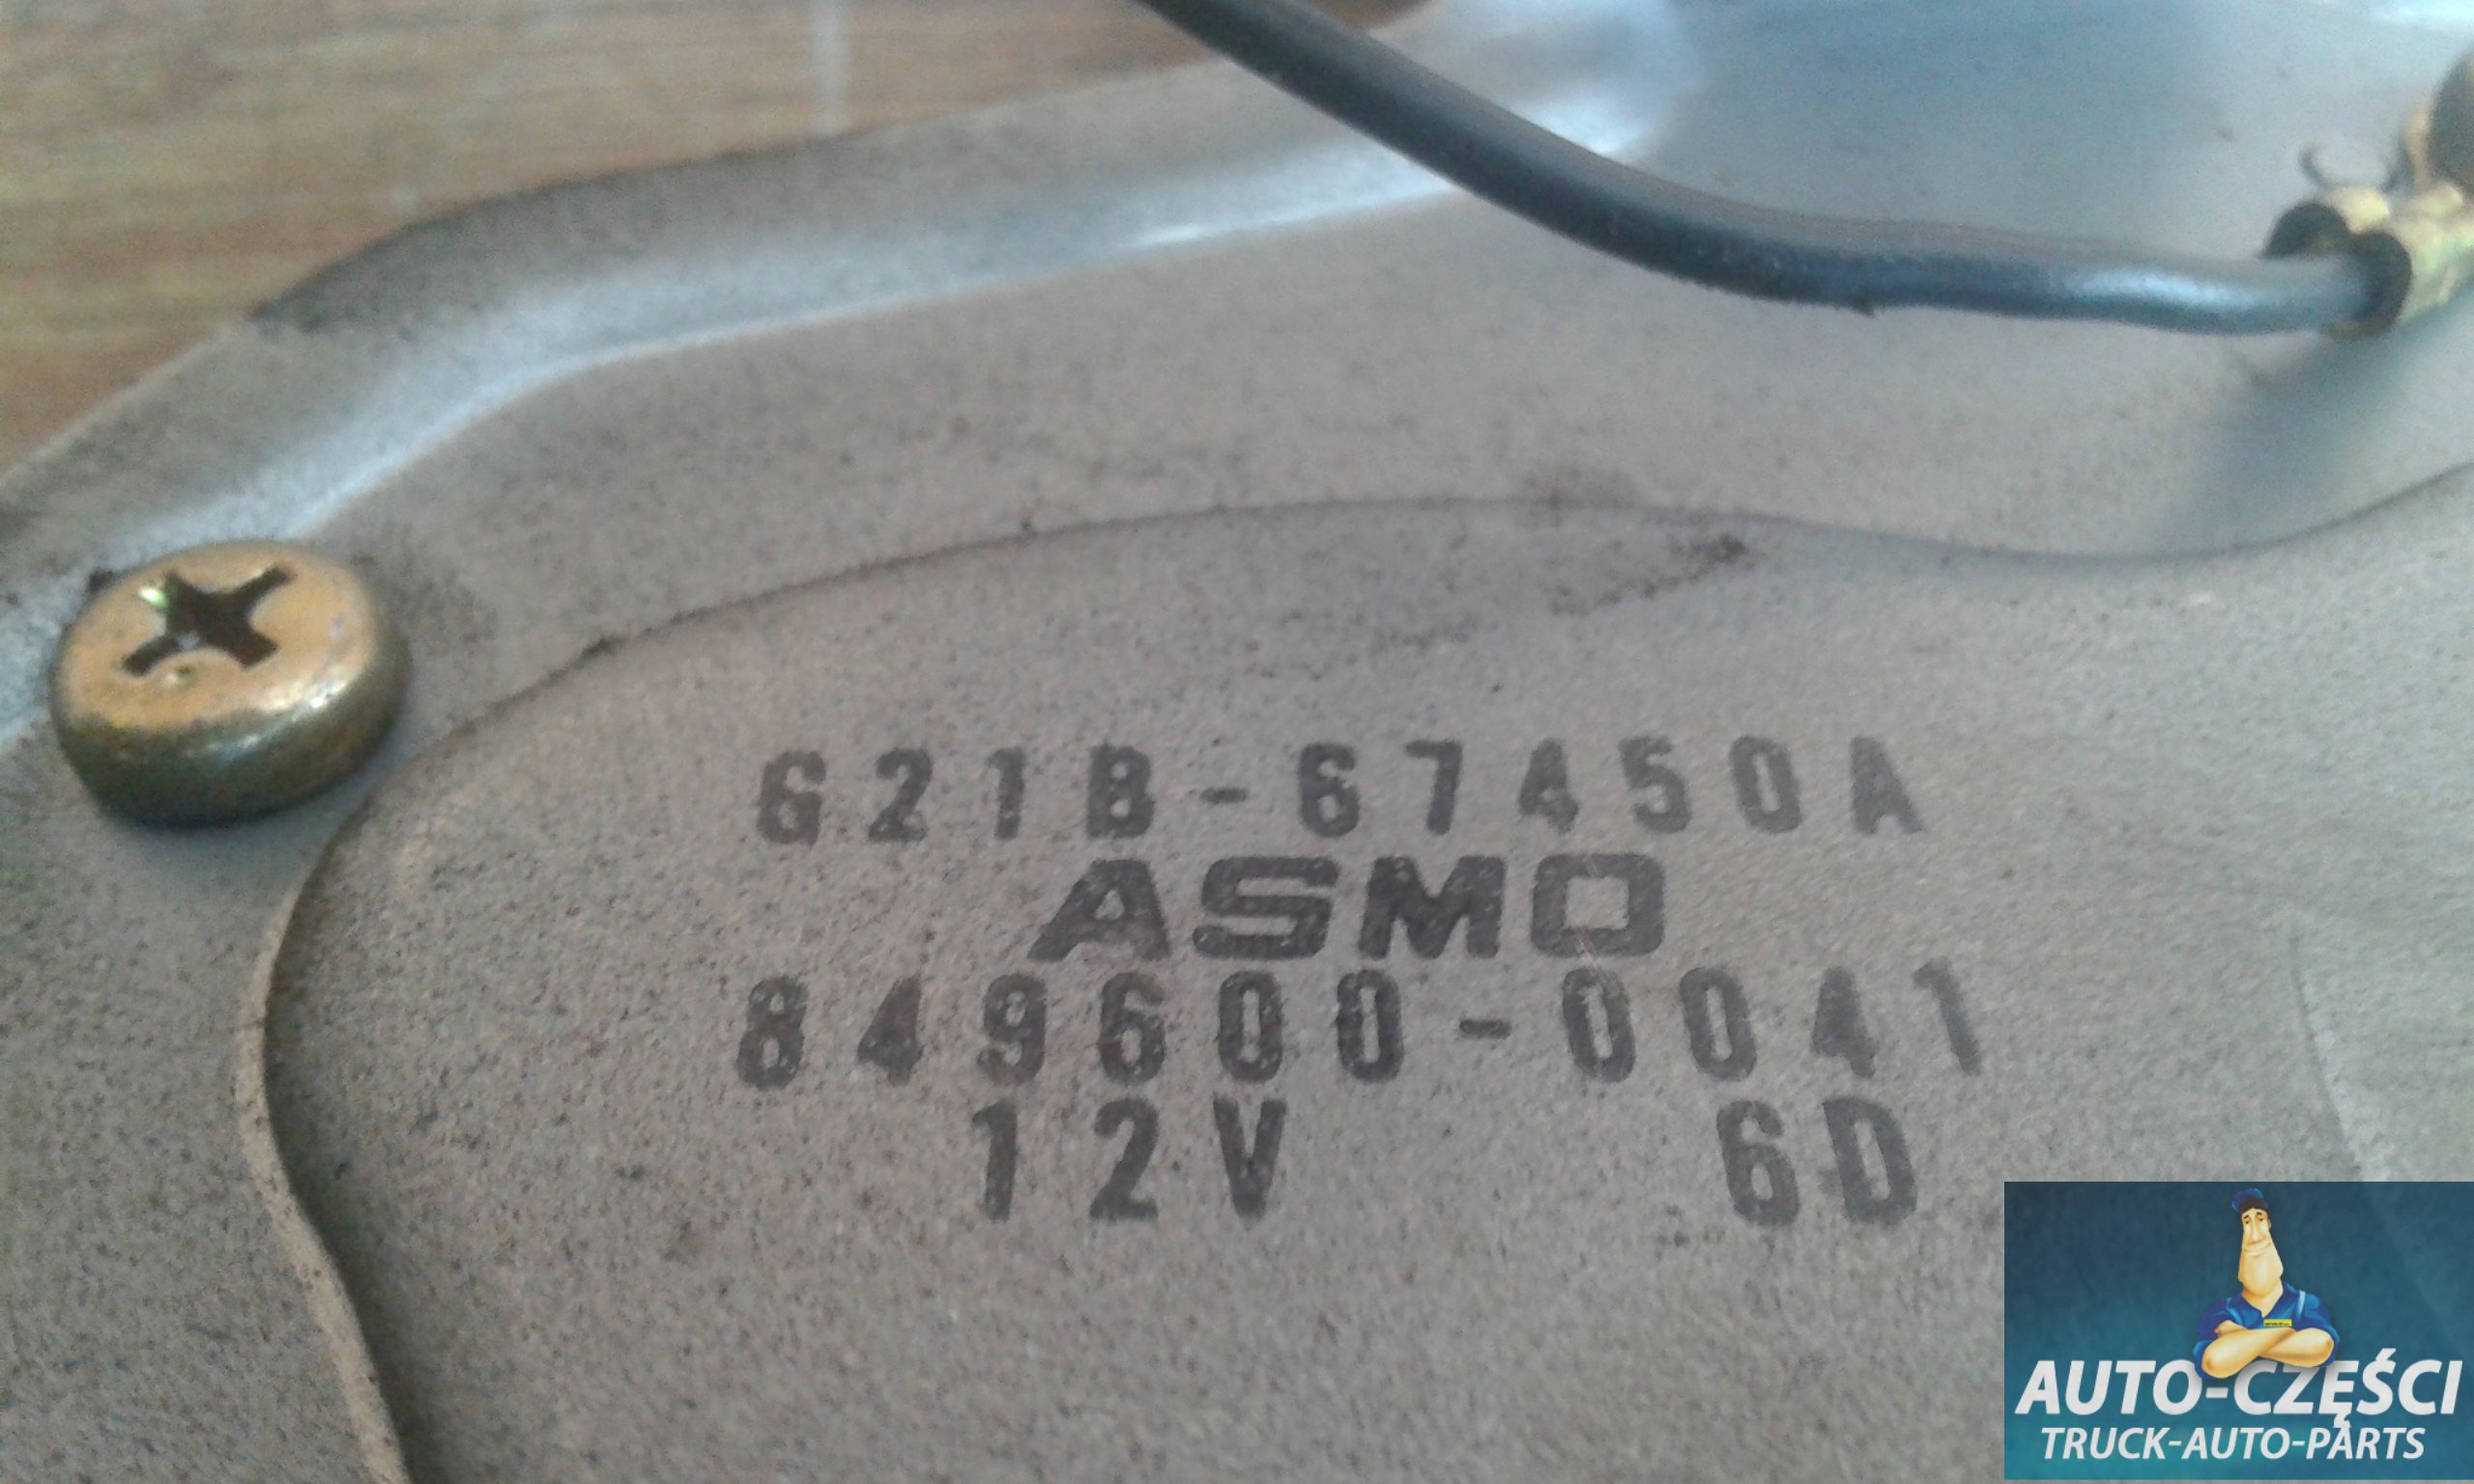 G21B-67450A
ASMO
849600-0041
12V 6D
AUTO-CZĘŚCI
TRUCK-AUTO-PARTS